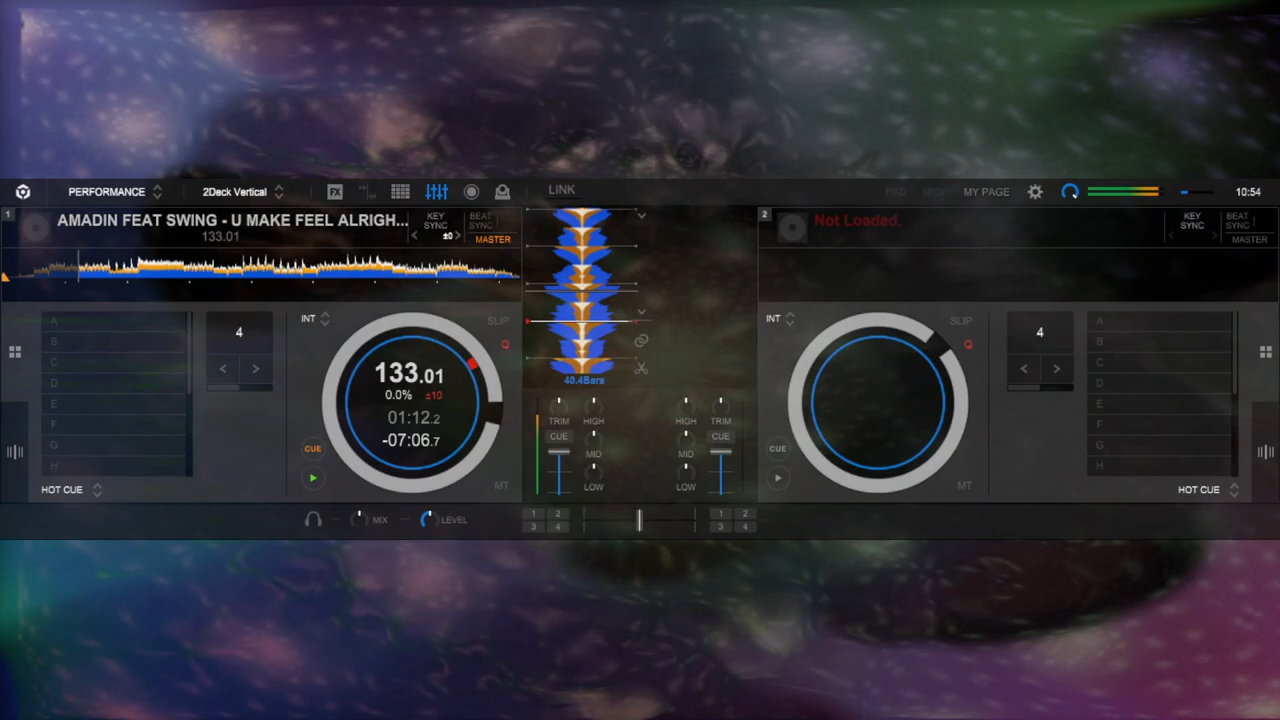 PERFORMANCE 2Deck Vertical FX LINK PAD MIDI MY PAGE 10:54
1 AMADIN FEAT SWING - U MAKE FEEL ALRIGH... KEY SYNC BEAT SYNC
133.01 ±0 MASTER
2 Not Loaded. KEY SYNC BEAT SYNC
MASTER
A
B
C
D
E
F
G
H
HOT CUE
4
INT SLIP
Q
133.01
0.0% ±10
01:12.2
-07:06.7
CUE
MT
40.4Bars
TRIM HIGH HIGH TRIM
CUE CUE
MID MID
LOW LOW
INT SLIP
Q
CUE
MT
4
A
B
C
D
E
F
G
H
HOT CUE
MIX LEVEL
1 2 1 2
3 4 3 4